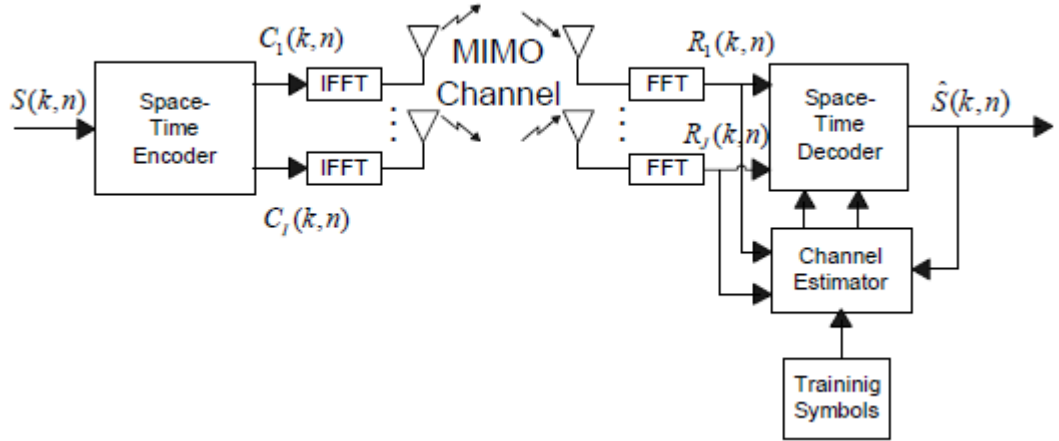 S(k,n)
Space-
Time
Encoder
C₁(k,n)
IFFT
⋮
IFFT
C_I(k,n)
MIMO
Channel
FFT
⋮
FFT
R₁(k,n)
R_J(k,n)
Space-
Time
Decoder
Ŝ(k,n)
Channel
Estimator
Traininig
Symbols